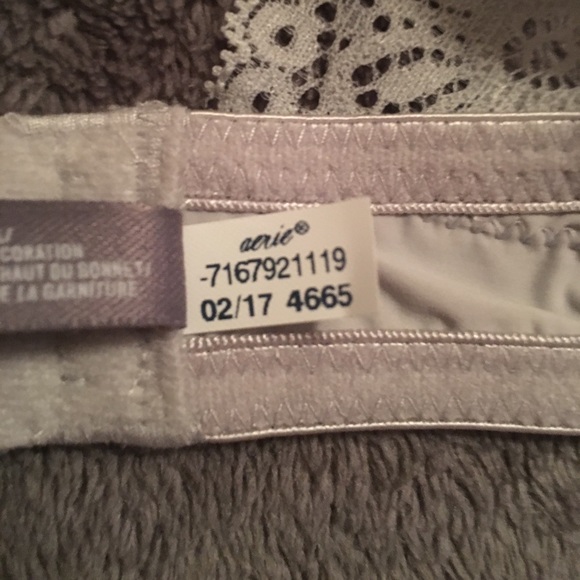 CORATION
HAUT DU BONNET/
E LA GARNITURE
aerie®
-7167921119
02/17 4665